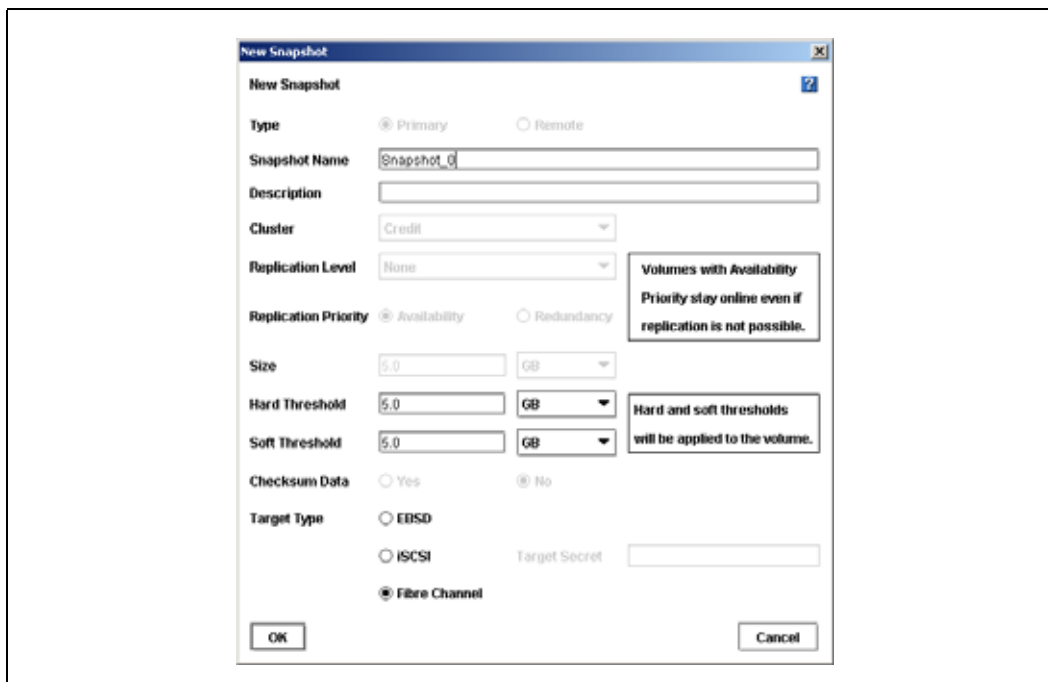 New Snapshot
New Snapshot
Type Primary Remote
Snapshot Name Snapshot_0
Description
Cluster Credit
Replication Level None
Volumes with Availability
Priority stay online even if
replication is not possible.
Replication Priority Availability Redundancy
Size 5.0 GB
Hard Threshold 5.0 GB
Hard and soft thresholds
will be applied to the volume.
Soft Threshold 5.0 GB
Checksum Data Yes No
Target Type EBSD
iSCSI Target Secret
Fibre Channel
OK Cancel